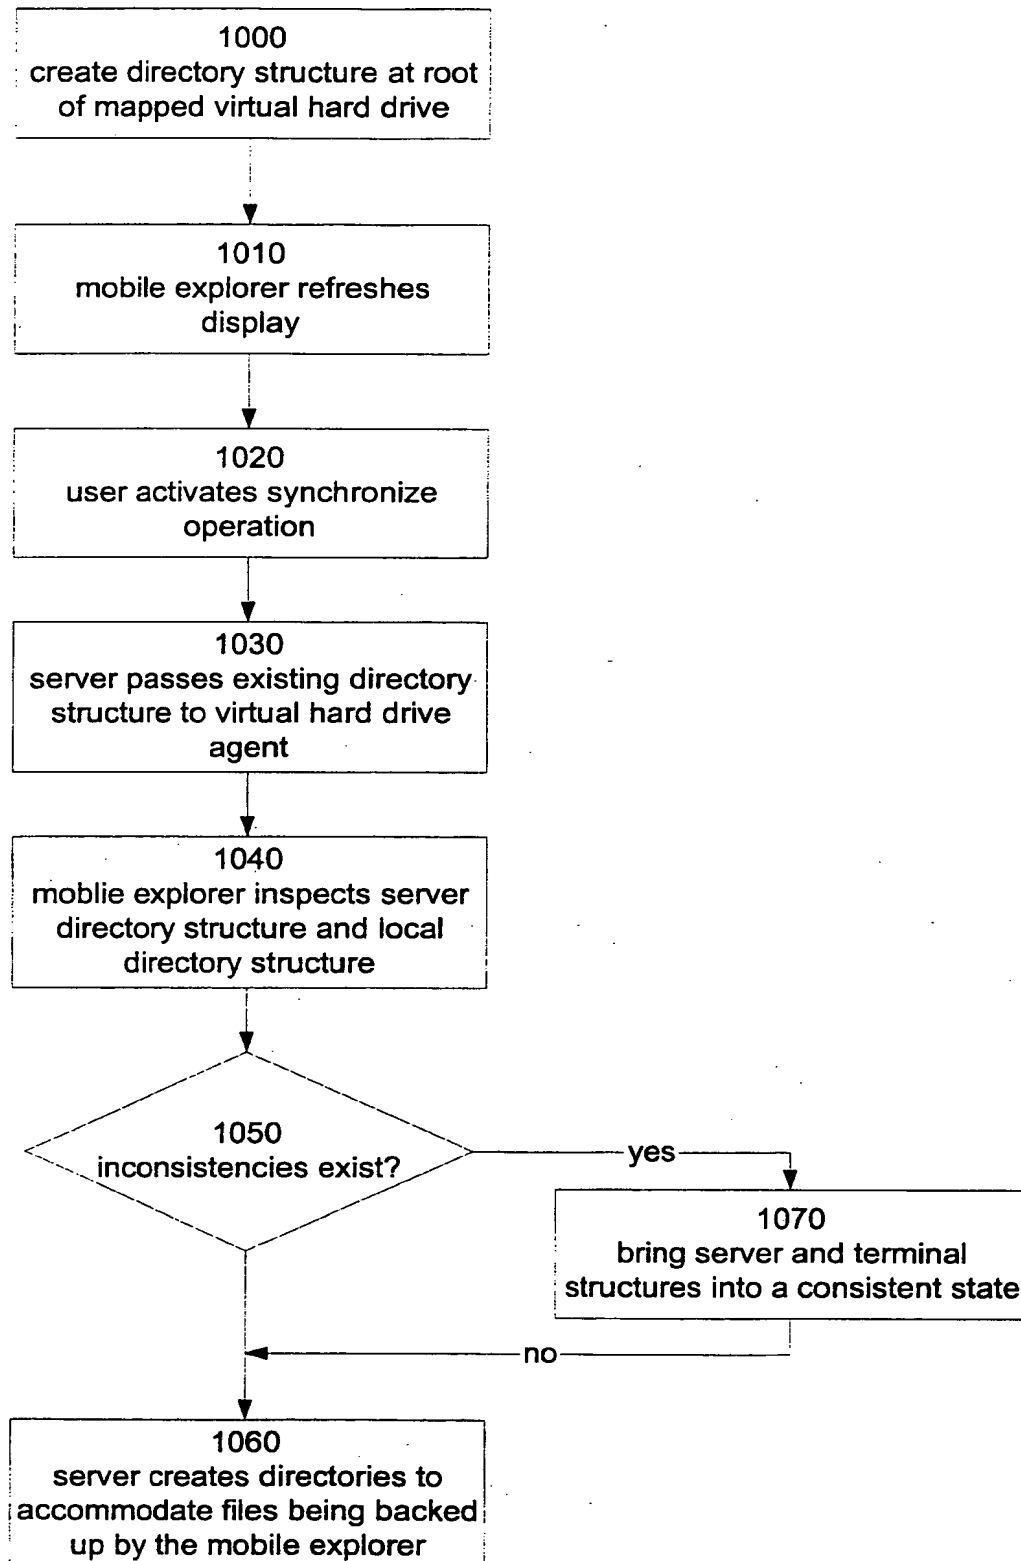 1000
create directory structure at root
of mapped virtual hard drive
1010
mobile explorer refreshes
display
1020
user activates synchronize
operation
1030
server passes existing directory
structure to virtual hard drive
agent
1040
moblie explorer inspects server
directory structure and local
directory structure
1050
inconsistencies exist?
yes
1070
bring server and terminal
structures into a consistent state
no
1060
server creates directories to
accommodate files being backed
up by the mobile explorer